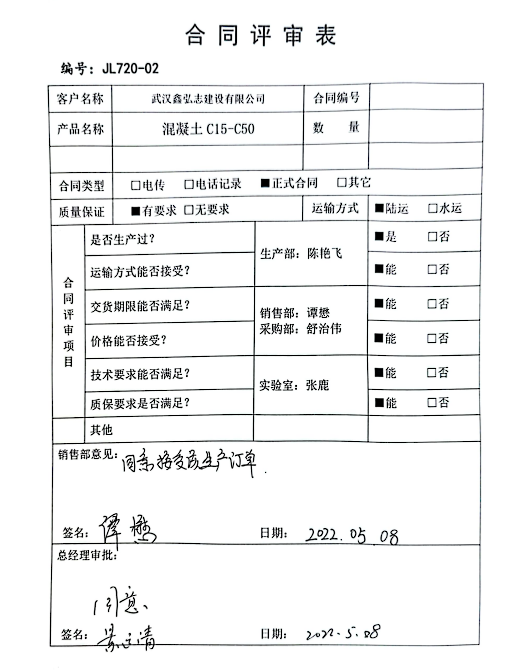 合同评审表
编号：JL720-02
客户名称 武汉鑫弘志建设有限公司 合同编号
产品名称 混凝土 C15-C50 数量
合同类型 □电传 □电话记录 ■正式合同 □其它
质量保证 ■有要求 □无要求 运输方式 ■陆运 □水运
合同评审项目
是否生产过？ 生产部：陈艳飞 ■是 □否
运输方式能否接受？ ■能 □否
交货期限能否满足？ 销售部：谭懋 ■能 □否
采购部：舒治伟
价格能否接受？ ■能 □否
技术要求能否满足？ 实验室：张鹿 ■能 □否
质保要求是否满足？ ■能 □否
其他
销售部意见：同意接受该生产订单.
签名：谭懋 日期：2022.05.08
总经理审批：
同意、
签名： 日期：2022.5.08